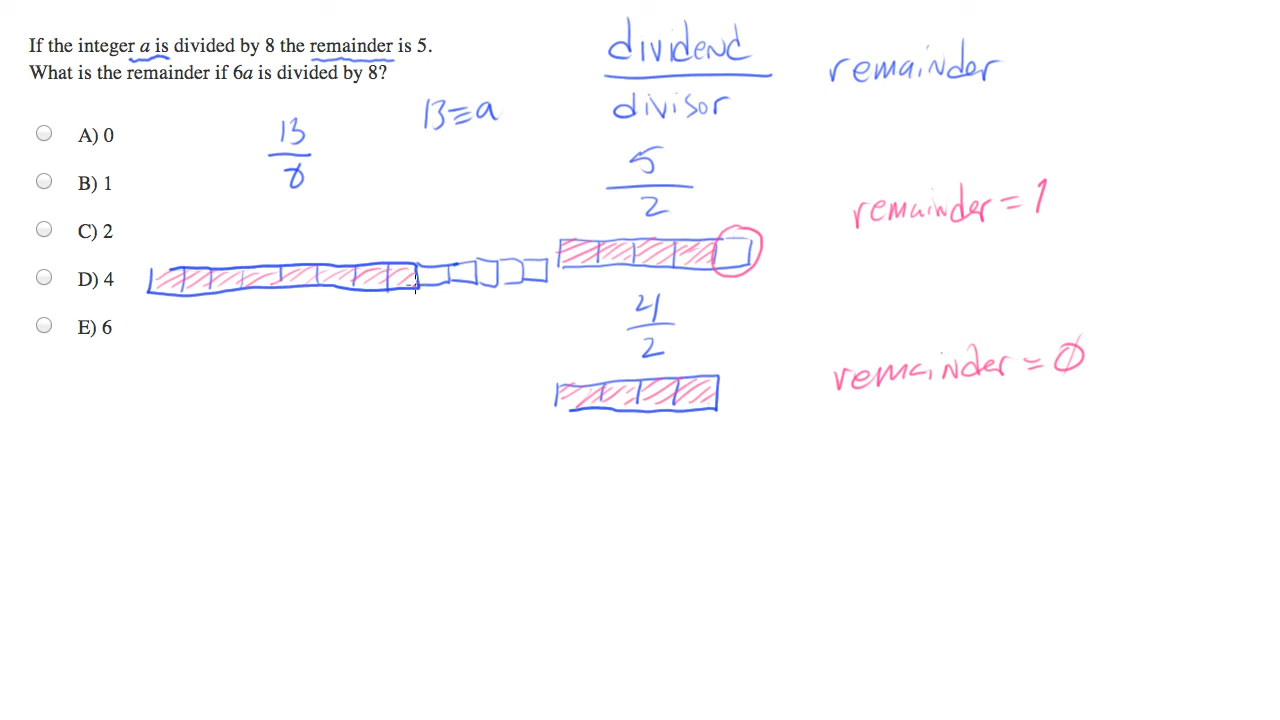 If the integer a is divided by 8 the remainder is 5.
What is the remainder if 6a is divided by 8?
A) 0
B) 1
C) 2
D) 4
E) 6
13
8
13≡a
dividend
divisor
remainder
5
2
remainder = 1
4
2
remainder = 0